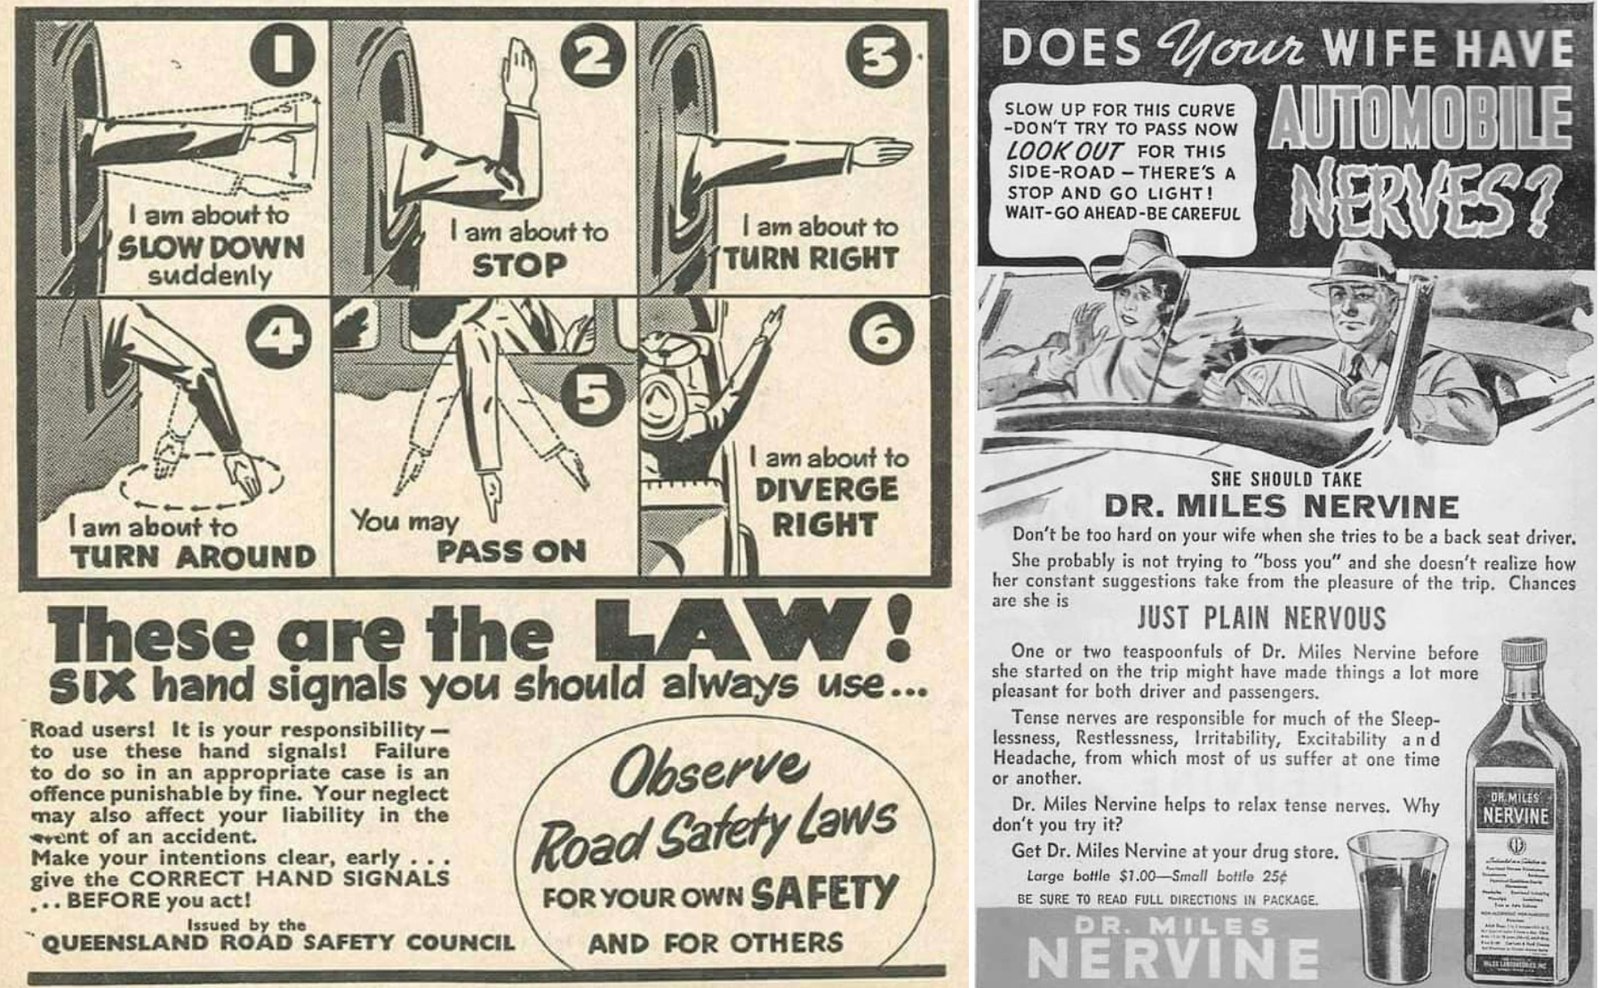 1
I am about to
SLOW DOWN
suddenly
2
I am about to
STOP
3
I am about to
TURN RIGHT
4
I am about to
TURN AROUND
5
You may
PASS ON
6
I am about to
DIVERGE
RIGHT
These are the LAW!
SIX hand signals you should always use...
Road users! It is your responsibility —
to use these hand signals! Failure
to do so in an appropriate case is an
offence punishable by fine. Your neglect
may also affect your liability in the
event of an accident.
Make your intentions clear, early . . .
give the CORRECT HAND SIGNALS
. . . BEFORE you act!
Issued by the
QUEENSLAND ROAD SAFETY COUNCIL
Observe
Road Safety Laws
FOR YOUR OWN SAFETY
AND FOR OTHERS
DOES Your WIFE HAVE
AUTOMOBILE
NERVES?
SLOW UP FOR THIS CURVE
-DON'T TRY TO PASS NOW
LOOK OUT FOR THIS
SIDE-ROAD — THERE'S A
STOP AND GO LIGHT!
WAIT-GO AHEAD-BE CAREFUL
SHE SHOULD TAKE
DR. MILES NERVINE
Don't be too hard on your wife when she tries to be a back seat driver.
She probably is not trying to "boss you" and she doesn't realize how
her constant suggestions take from the pleasure of the trip. Chances
are she is
JUST PLAIN NERVOUS
One or two teaspoonfuls of Dr. Miles Nervine before
she started on the trip might have made things a lot more
pleasant for both driver and passengers.
Tense nerves are responsible for much of the Sleep-
lessness, Restlessness, Irritability, Excitability and
Headache, from which most of us suffer at one time
or another.
Dr. Miles Nervine helps to relax tense nerves. Why
don't you try it?
Get Dr. Miles Nervine at your drug store.
Large bottle $1.00—Small bottle 25¢
BE SURE TO READ FULL DIRECTIONS IN PACKAGE.
DR. MILES
NERVINE
DR. MILES
NERVINE
MILES LABORATORIES, INC.